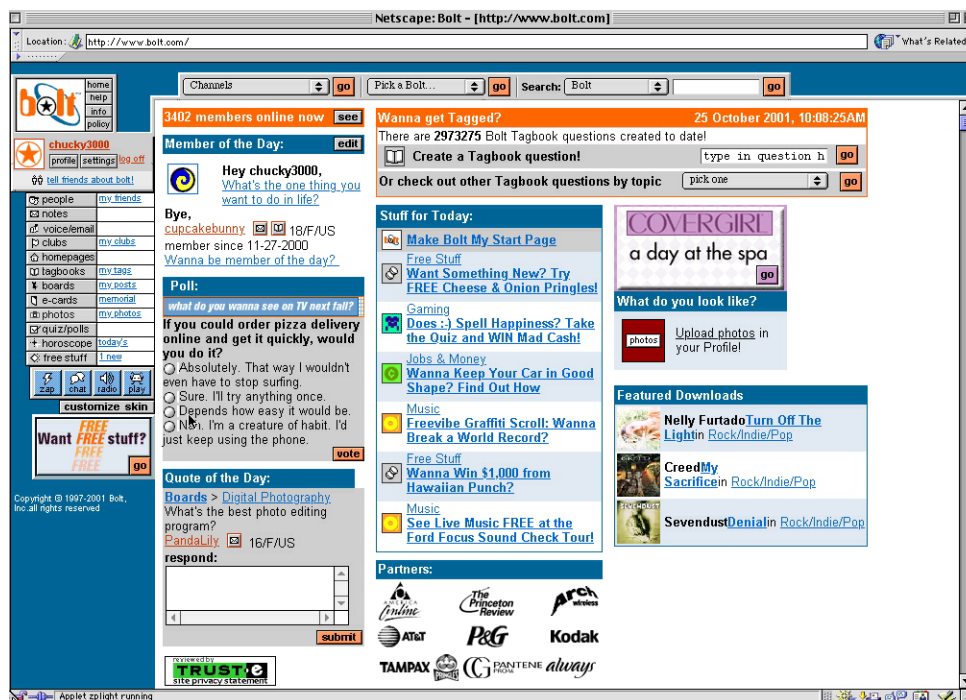 Netscape: Bolt - [http://www.bolt.com]
Location: http://www.bolt.com/
What's Related
bolt
home
help
info
policy
Channels
go
Pick a Bolt...
go
Search:
Bolt
go
chucky3000
profile
settings
log off
tell friends about bolt!
people my friends
notes
voice/email
clubs my clubs
homepages
tagbooks my tags
boards my posts
e-cards memorial
photos my photos
quiz/polls
horoscope today's
free stuff 1 new
zap
chat
radio
play
customize skin
FREE
Want FREE stuff?
FREE
FREE
go
Copyright © 1997-2001 Bolt,
Inc.all rights reserved
3402 members online now see
Member of the Day: edit
Hey chucky3000,
What's the one thing you
want to do in life?
Bye,
cupcakebunny 18/F/US
member since 11-27-2000
Wanna be member of the day?
Poll:
what do you wanna see on TV next fall?
If you could order pizza delivery
online and get it quickly, would
you do it?
Absolutely. That way I wouldn't
even have to stop surfing.
Sure. I'll try anything once.
Depends how easy it would be.
I'm a creature of habit. I'd
just keep using the phone.
vote
Quote of the Day:
Boards > Digital Photography
What's the best photo editing
program?
PandaLily 16/F/US
respond:
submit
reviewed by
TRUST-e
site privacy statement
Wanna get Tagged? 25 October 2001, 10:08:25AM
There are 2973275 Bolt Tagbook questions created to date!
Create a Tagbook question! type in question h go
Or check out other Tagbook questions by topic pick one go
Stuff for Today:
bolt
Make Bolt My Start Page
Free Stuff
Want Something New? Try
FREE Cheese & Onion Pringles!
Gaming
Does :-) Spell Happiness? Take
the Quiz and WIN Mad Cash!
Jobs & Money
Wanna Keep Your Car in Good
Shape? Find Out How
Music
Freevibe Graffiti Scroll: Wanna
Break a World Record?
Free Stuff
Wanna Win $1,000 from
Hawaiian Punch?
Music
See Live Music FREE at the
Ford Focus Sound Check Tour!
Partners:
AMERICA
Online
The
Princeton
Review
Arch
wireless
AT&T
P&G
Kodak
TAMPAX
PANTENE
PRO-V
always
COVERGIRL
a day at the spa
go
What do you look like?
photos
Upload photos in
your Profile!
Featured Downloads
Nelly FurtadoTurn Off The
Lightin Rock/Indie/Pop
CreedMy
Sacrificein Rock/Indie/Pop
SEVENDUST
SevendustDenialin Rock/Indie/Pop
Applet zplight running